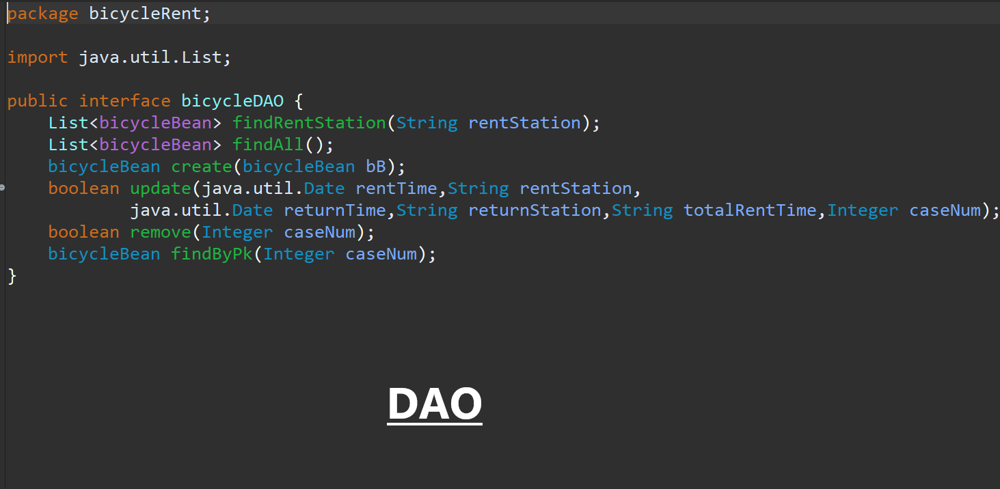 package bicycleRent;
import java.util.List;
public interface bicycleDAO {
List<bicycleBean> findRentStation(String rentStation);
List<bicycleBean> findAll();
bicycleBean create(bicycleBean bB);
boolean update(java.util.Date rentTime,String rentStation,
java.util.Date returnTime,String returnStation,String totalRentTime,Integer caseNum);
boolean remove(Integer caseNum);
bicycleBean findByPk(Integer caseNum);
}
DAO